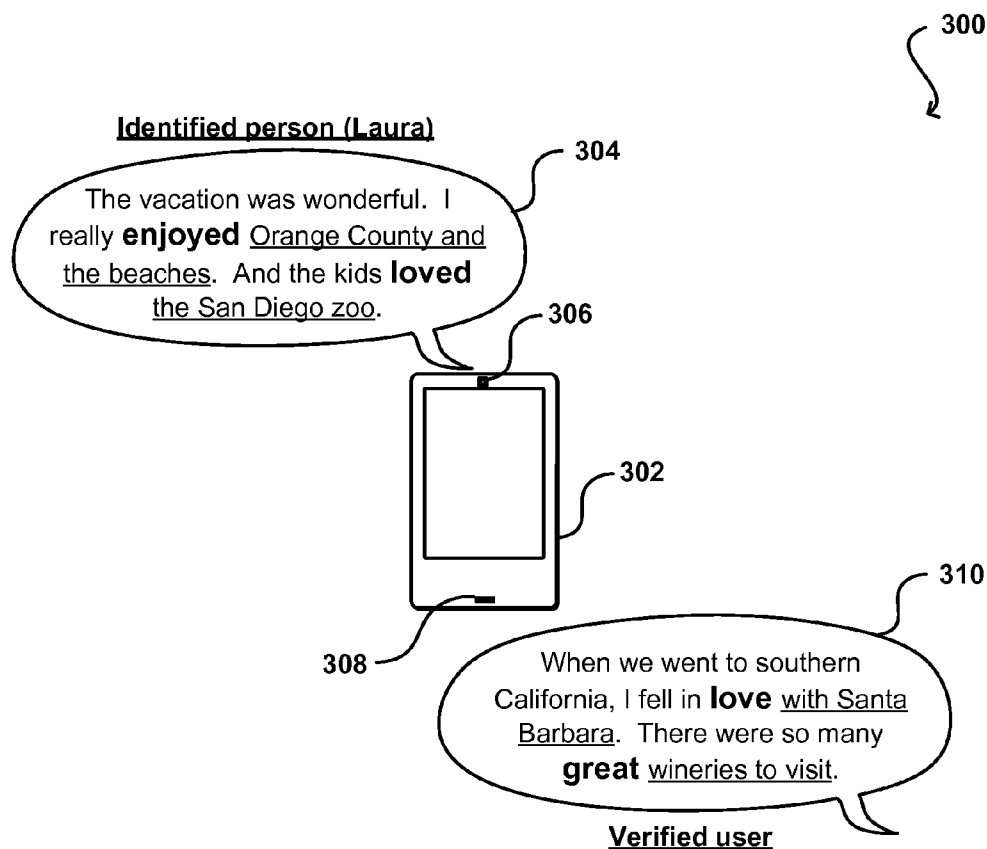 300
Identified person (Laura)
304
The vacation was wonderful. I
really enjoyed Orange County and
the beaches. And the kids loved
the San Diego zoo.
306
302
310
308
When we went to southern
California, I fell in love with Santa
Barbara. There were so many
great wineries to visit.
Verified user